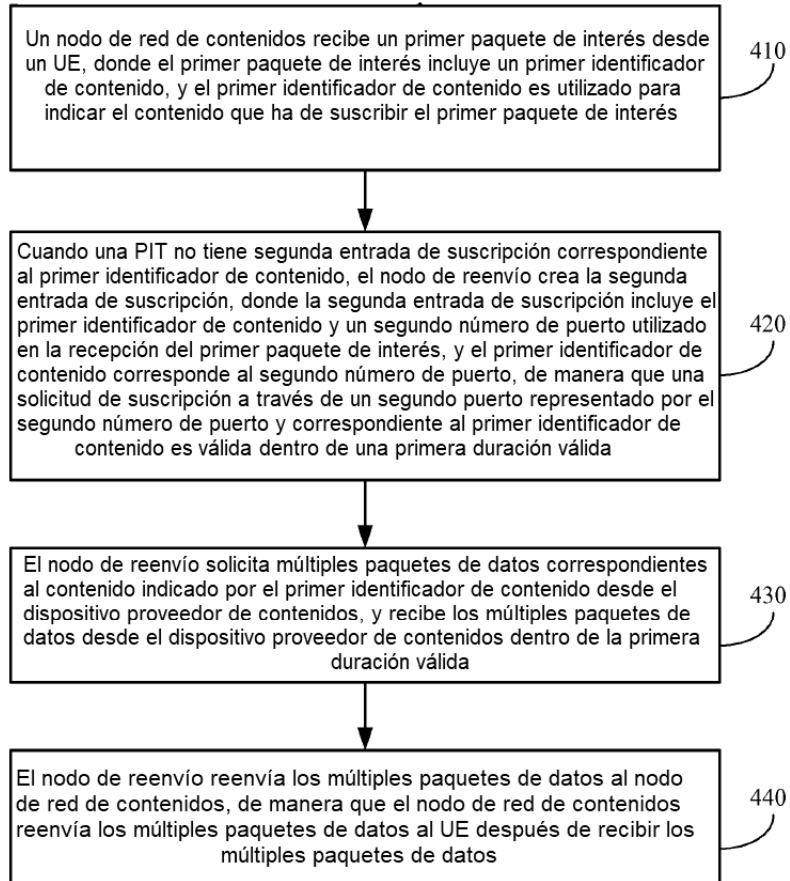 Un nodo de red de contenidos recibe un primer paquete de interés desde
un UE, donde el primer paquete de interés incluye un primer identificador
de contenido, y el primer identificador de contenido es utilizado para
indicar el contenido que ha de suscribir el primer paquete de interés
410
Cuando una PIT no tiene segunda entrada de suscripción correspondiente
al primer identificador de contenido, el nodo de reenvío crea la segunda
entrada de suscripción, donde la segunda entrada de suscripción incluye el
primer identificador de contenido y un segundo número de puerto utilizado
en la recepción del primer paquete de interés, y el primer identificador de
contenido corresponde al segundo número de puerto, de manera que una
solicitud de suscripción a través de un segundo puerto representado por el
segundo número de puerto y correspondiente al primer identificador de
contenido es válida dentro de una primera duración válida
420
El nodo de reenvío solicita múltiples paquetes de datos correspondientes
al contenido indicado por el primer identificador de contenido desde el
dispositivo proveedor de contenidos, y recibe los múltiples paquetes de
datos desde el dispositivo proveedor de contenidos dentro de la primera
duración válida
430
El nodo de reenvío reenvía los múltiples paquetes de datos al nodo
de red de contenidos, de manera que el nodo de red de contenidos
reenvía los múltiples paquetes de datos al UE después de recibir los
múltiples paquetes de datos
440